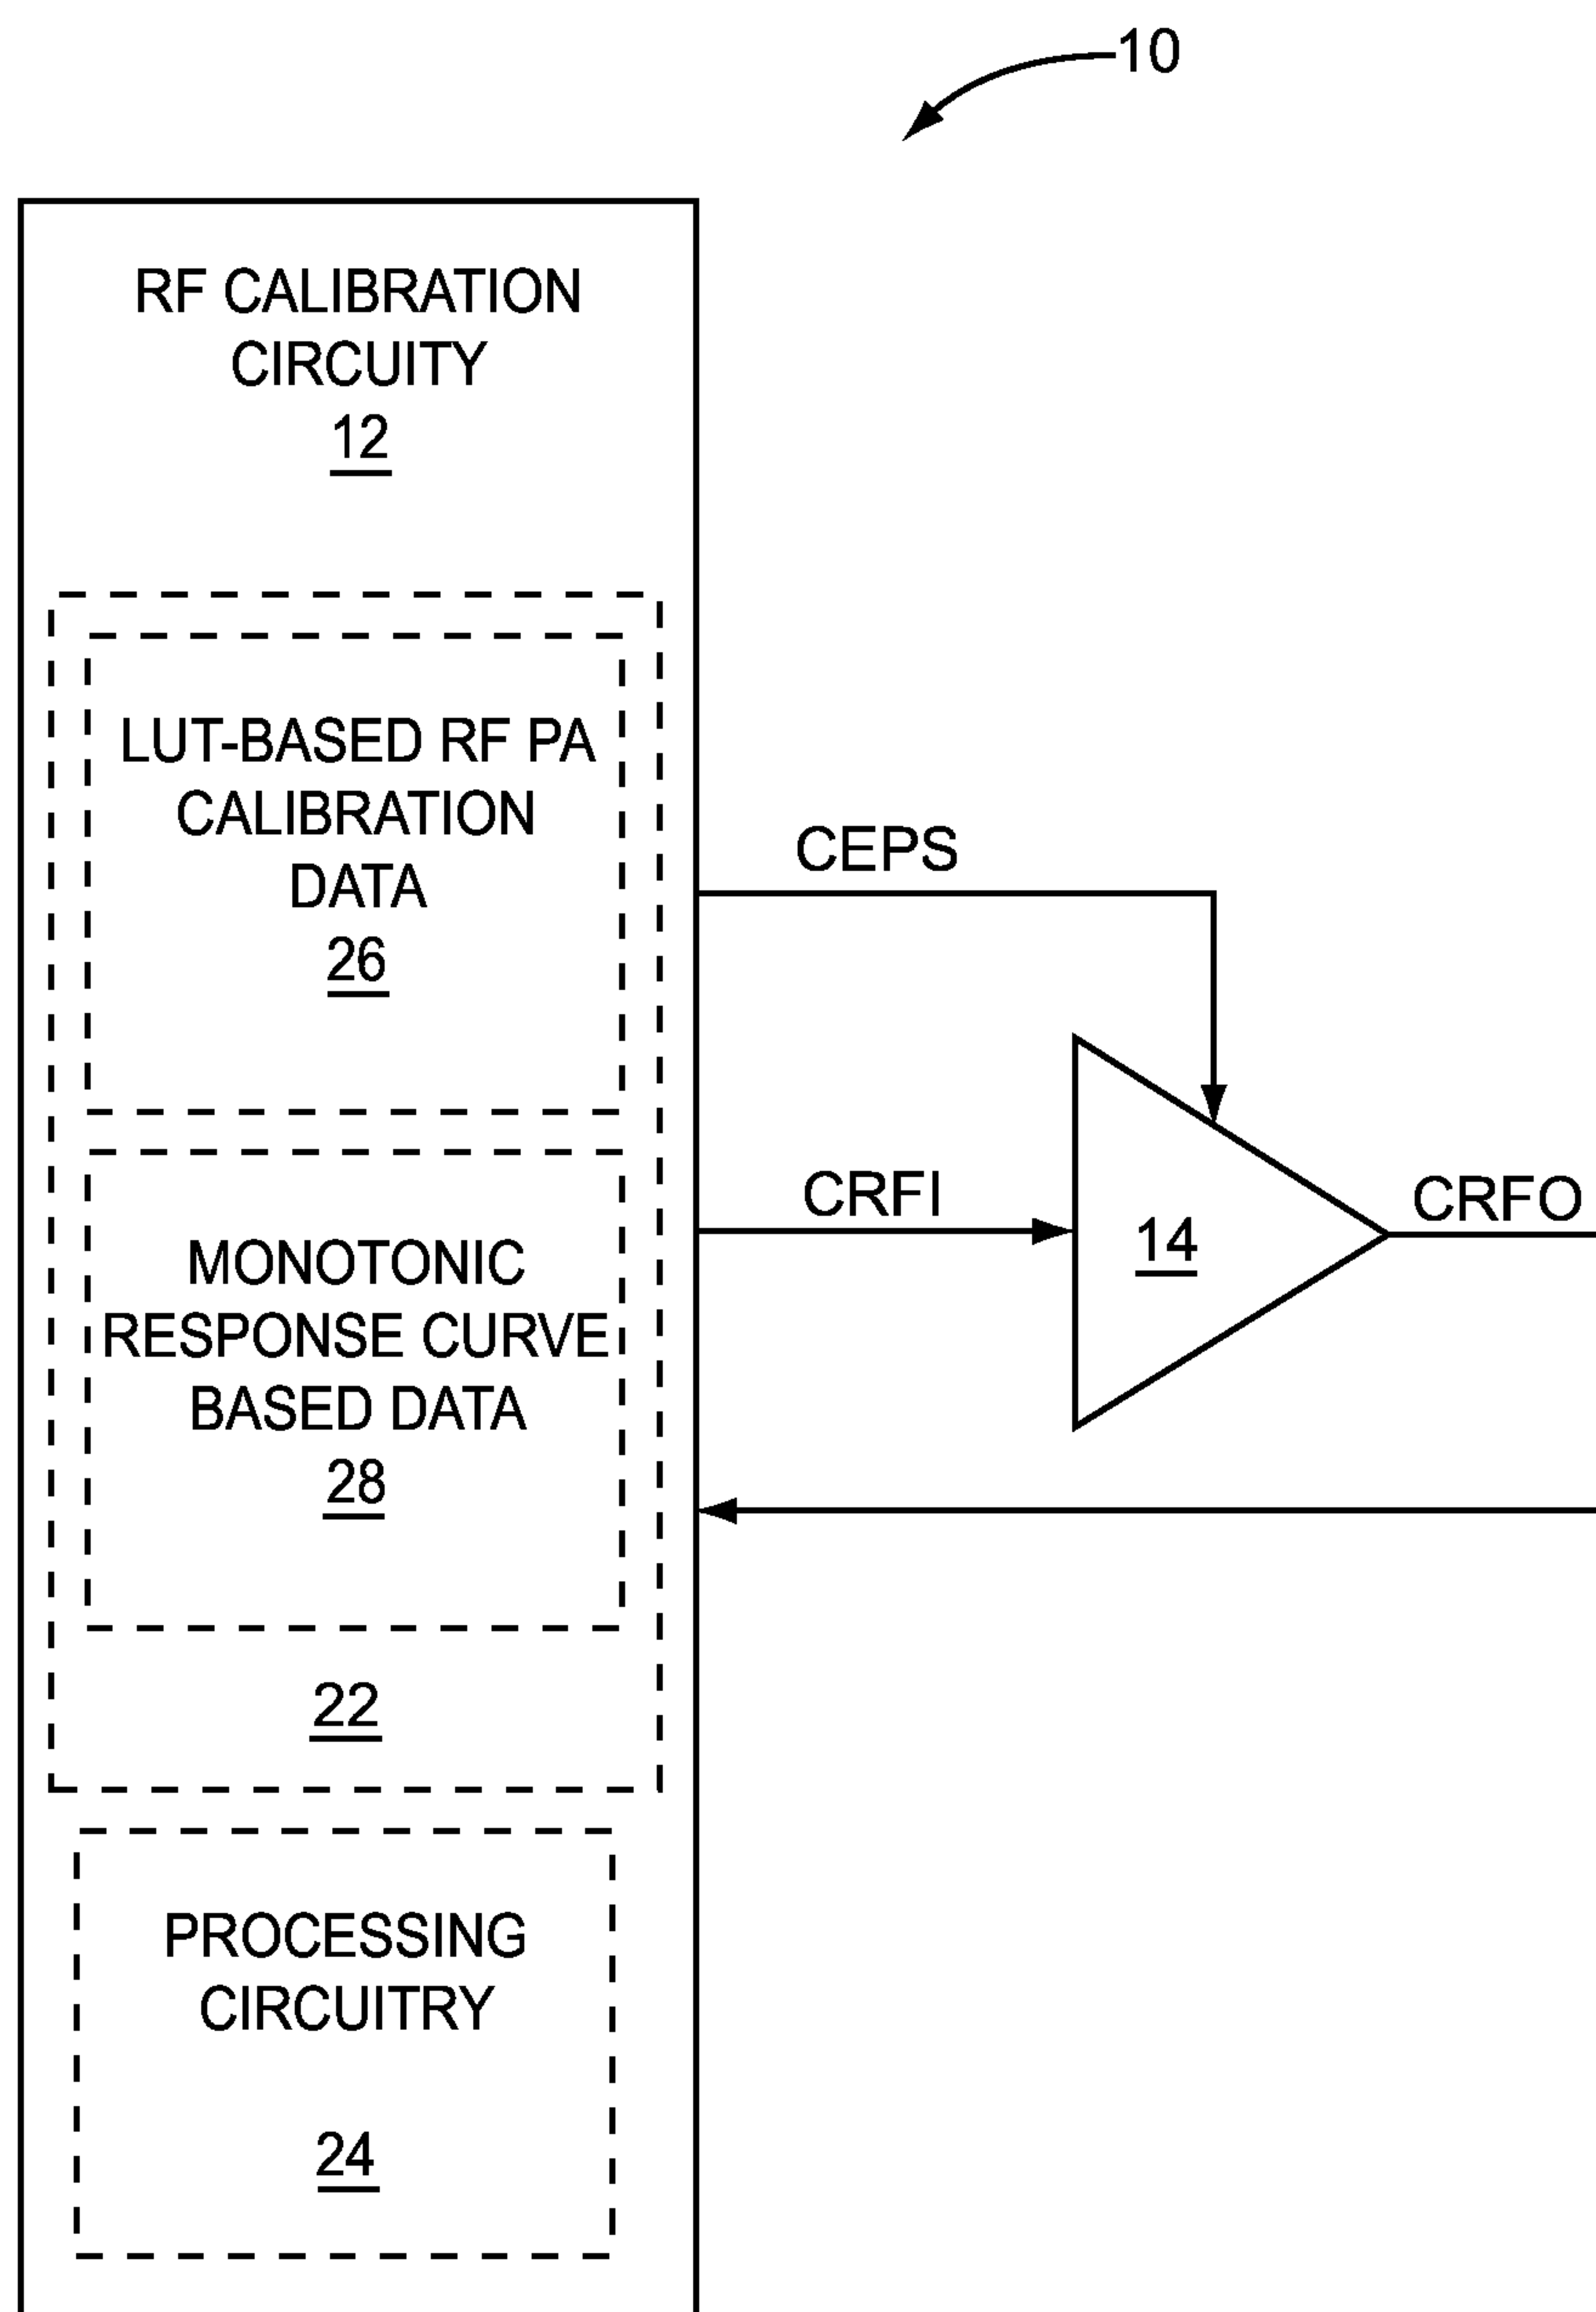 10
RF CALIBRATION
CIRCUITY
12
LUT-BASED RF PA
CALIBRATION
DATA
26
CEPS
CRFI
14
CRFO
MONOTONIC
RESPONSE CURVE
BASED DATA
28
22
PROCESSING
CIRCUITRY
24